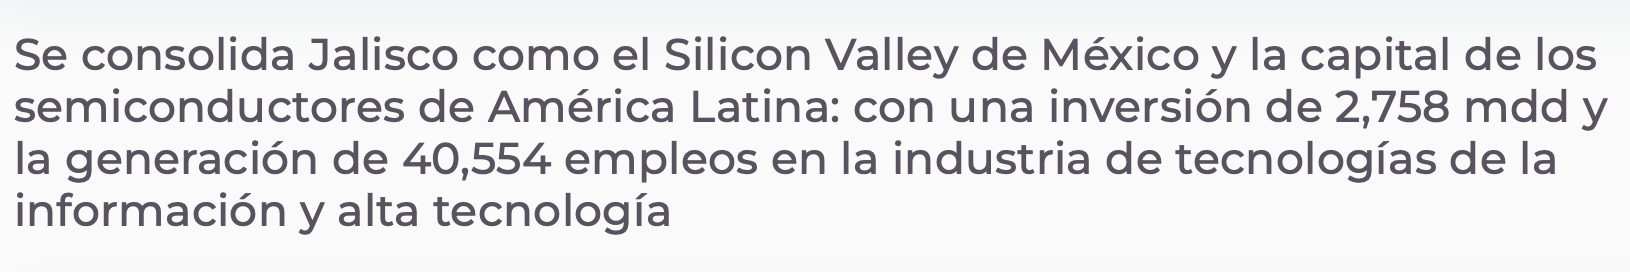 Se consolida Jalisco como el Silicon Valley de México y la capital de los
semiconductores de América Latina: con una inversión de 2,758 mdd y
la generación de 40,554 empleos en la industria de tecnologías de la
información y alta tecnología